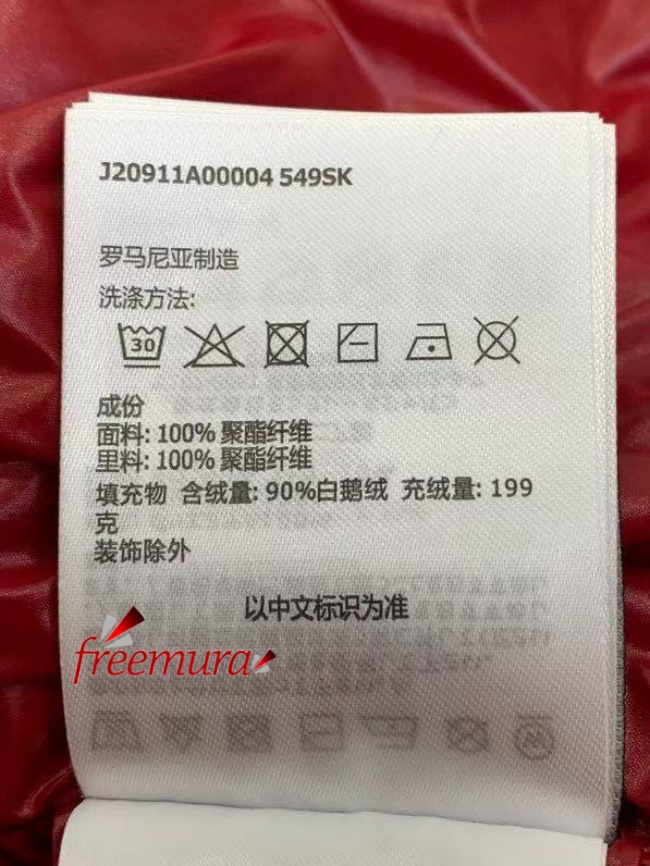 J20911A00004 549SK
罗马尼亚制造
洗涤方法:
30
成份
面料: 100% 聚酯纤维
里料: 100% 聚酯纤维
填充物 含绒量: 90%白鹅绒 充绒量: 199
克
装饰除外
以中文标识为准
freemura